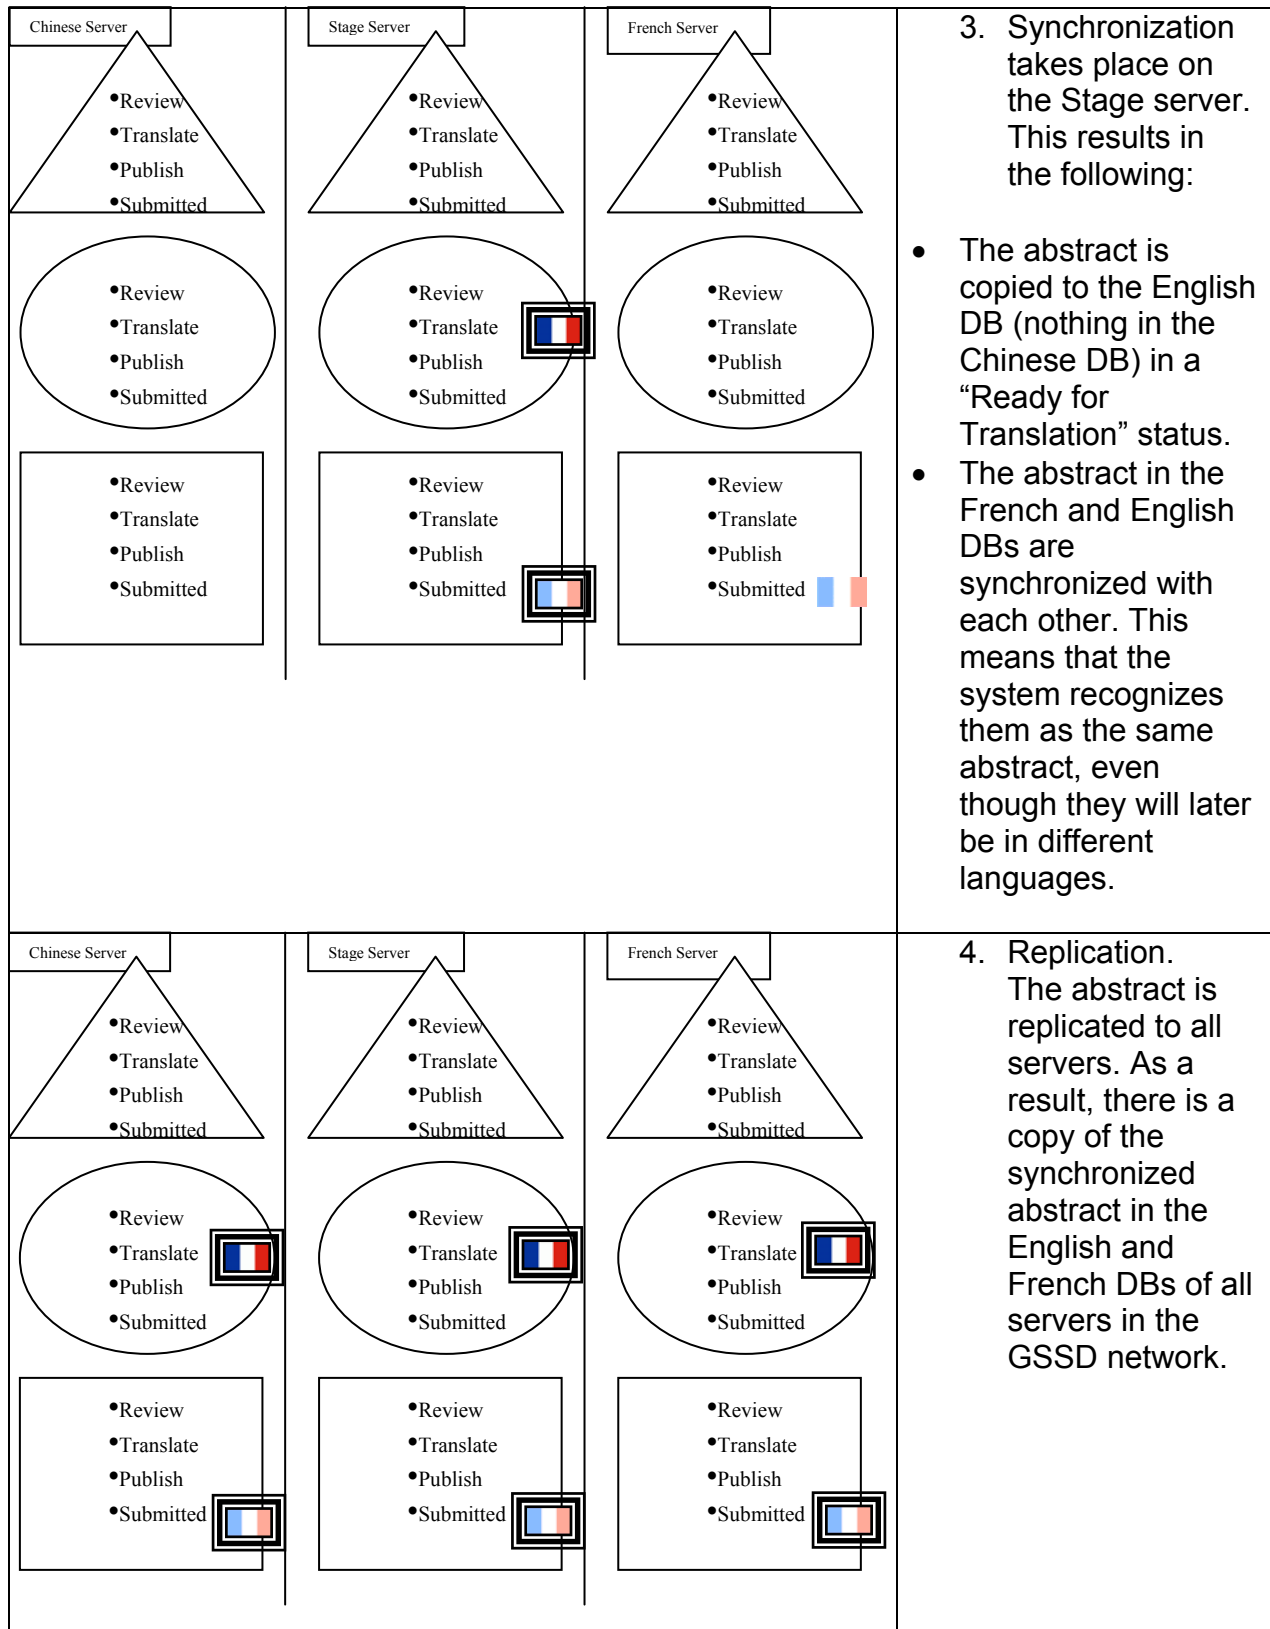 Chinese Server
•Review
•Translate
•Publish
•Submitted
•Review
•Translate
•Publish
•Submitted
•Review
•Translate
•Publish
•Submitted
Stage Server
•Review
•Translate
•Publish
•Submitted
•Review
•Translate
•Publish
•Submitted
•Review
•Translate
•Publish
•Submitted
French Server
•Review
•Translate
•Publish
•Submitted
•Review
•Translate
•Publish
•Submitted
•Review
•Translate
•Publish
•Submitted
3. Synchronization
takes place on
the Stage server.
This results in
the following:
• The abstract is
copied to the English
DB (nothing in the
Chinese DB) in a
“Ready for
Translation” status.
• The abstract in the
French and English
DBs are
synchronized with
each other. This
means that the
system recognizes
them as the same
abstract, even
though they will later
be in different
languages.
Chinese Server
•Review
•Translate
•Publish
•Submitted
•Review
•Translate
•Publish
•Submitted
•Review
•Translate
•Publish
•Submitted
Stage Server
•Review
•Translate
•Publish
•Submitted
•Review
•Translate
•Publish
•Submitted
•Review
•Translate
•Publish
•Submitted
French Server
•Review
•Translate
•Publish
•Submitted
•Review
•Translate
•Publish
•Submitted
•Review
•Translate
•Publish
•Submitted
4. Replication.
The abstract is
replicated to all
servers. As a
result, there is a
copy of the
synchronized
abstract in the
English and
French DBs of all
servers in the
GSSD network.